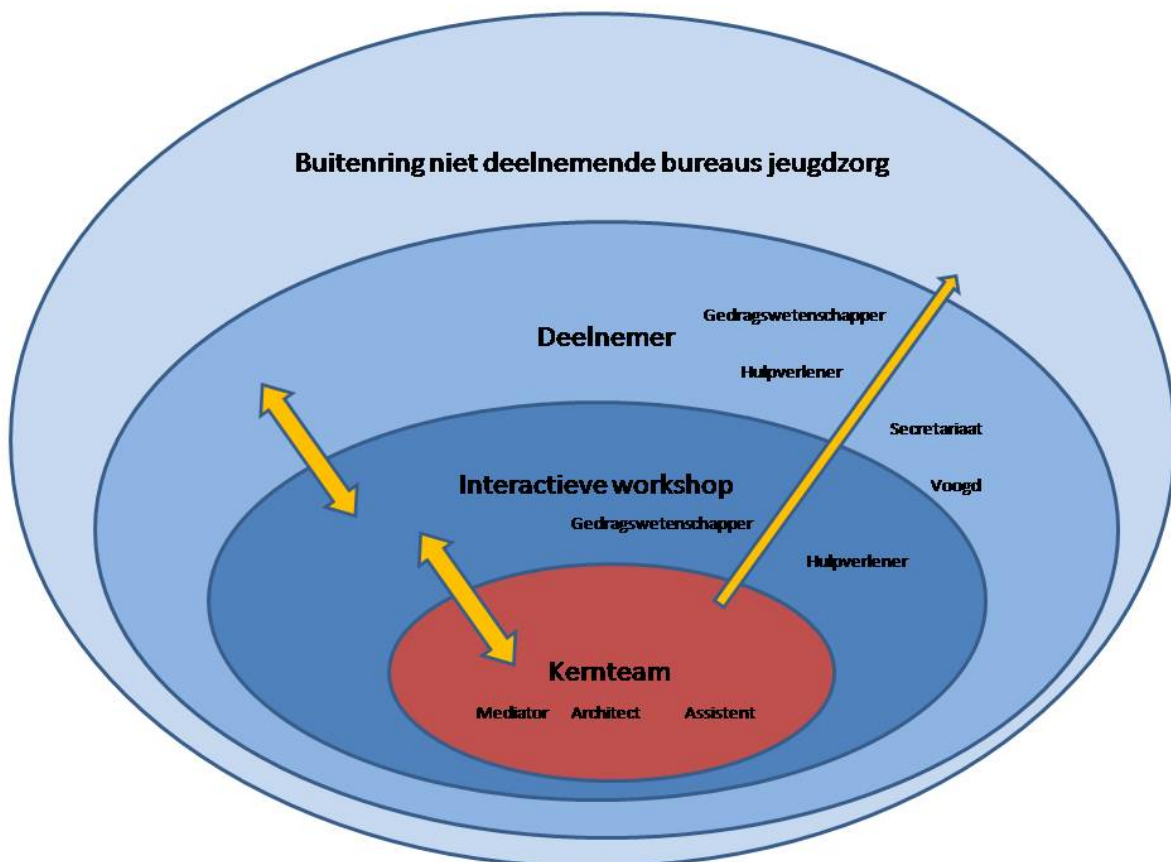 Buitenring niet deelnemende bureaus jeugdzorg
Gedragswetenschapper
Deelnemer
Hulpverlener
Secretariaat
Interactieve workshop
Voogd
Gedragswetenschapper
Hulpverlener
Kernteam
Mediator Architect Assistent